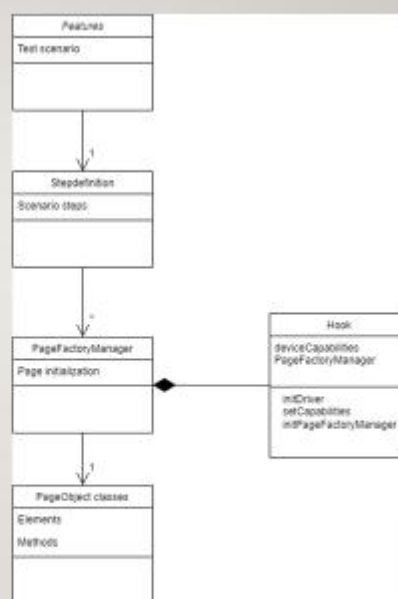 Features
Test scenario
1
Stepdefinition
Scenario steps
*
PageFactoryManager
Page initialization
Hook
deviceCapabilities
PageFactoryManager
initDriver
setCapabilities
initPageFactoryManager
1
PageObject classes
Elements
Methods